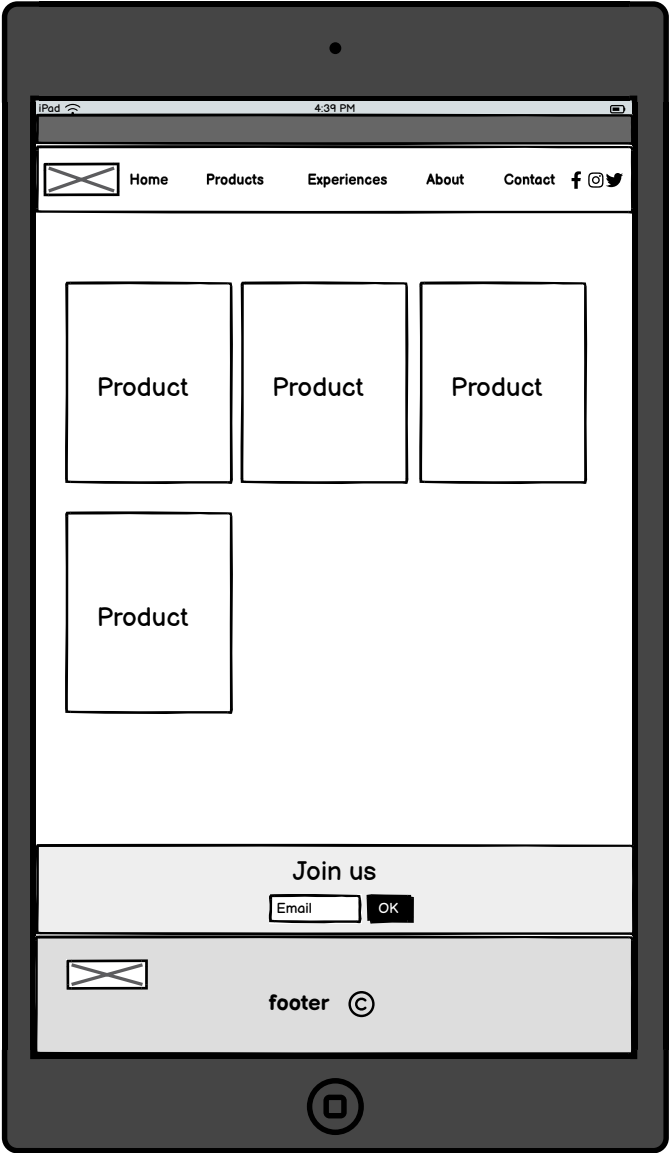 iPad 4:39 PM
Home Products Experiences About Contact
Product Product Product
Product
Join us
Email OK
footer ©